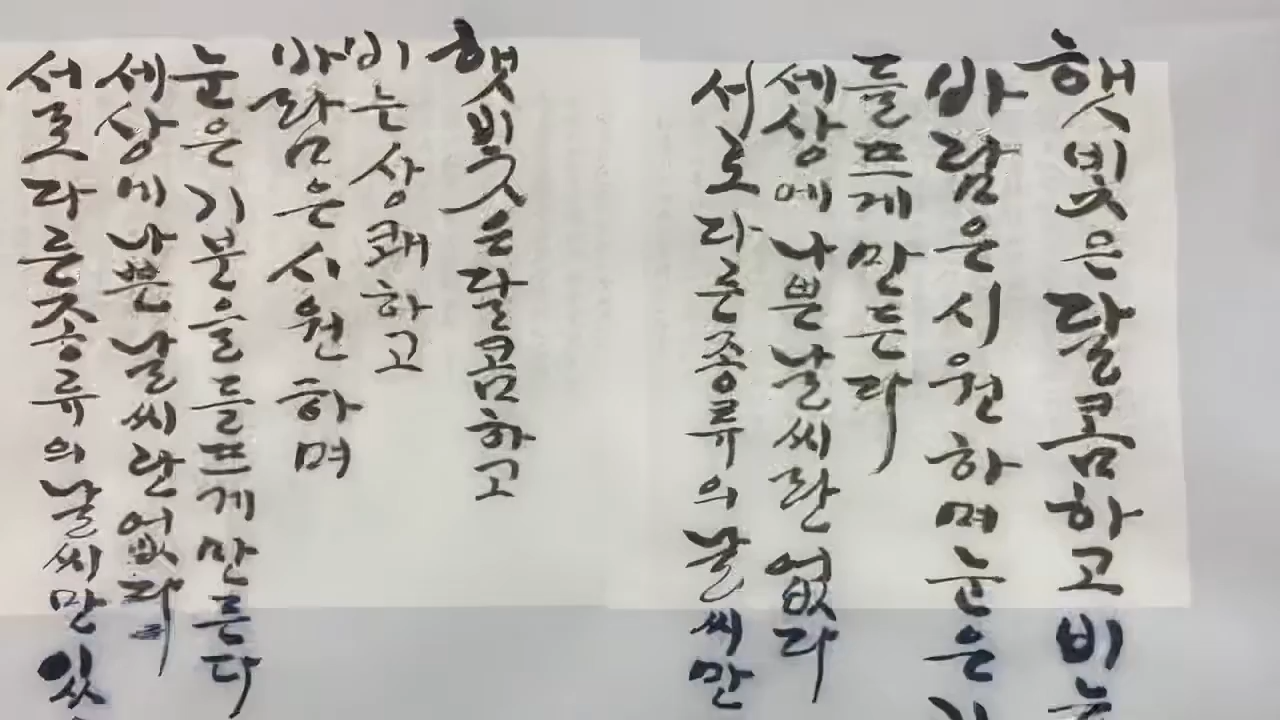 햇빛은 달콤하고
비는 상쾌하고
바람은 시원하며
눈은 기분을 들뜨게 만든다
세상에 나쁜 날씨란 없다
서로 다른 종류의 날씨만 있
햇빛은 달콤하고 비는
바람은 시원하며 눈은
들뜨게 만든다
세상에 나쁜 날씨란 없다
서로 다른 종류의 날씨만